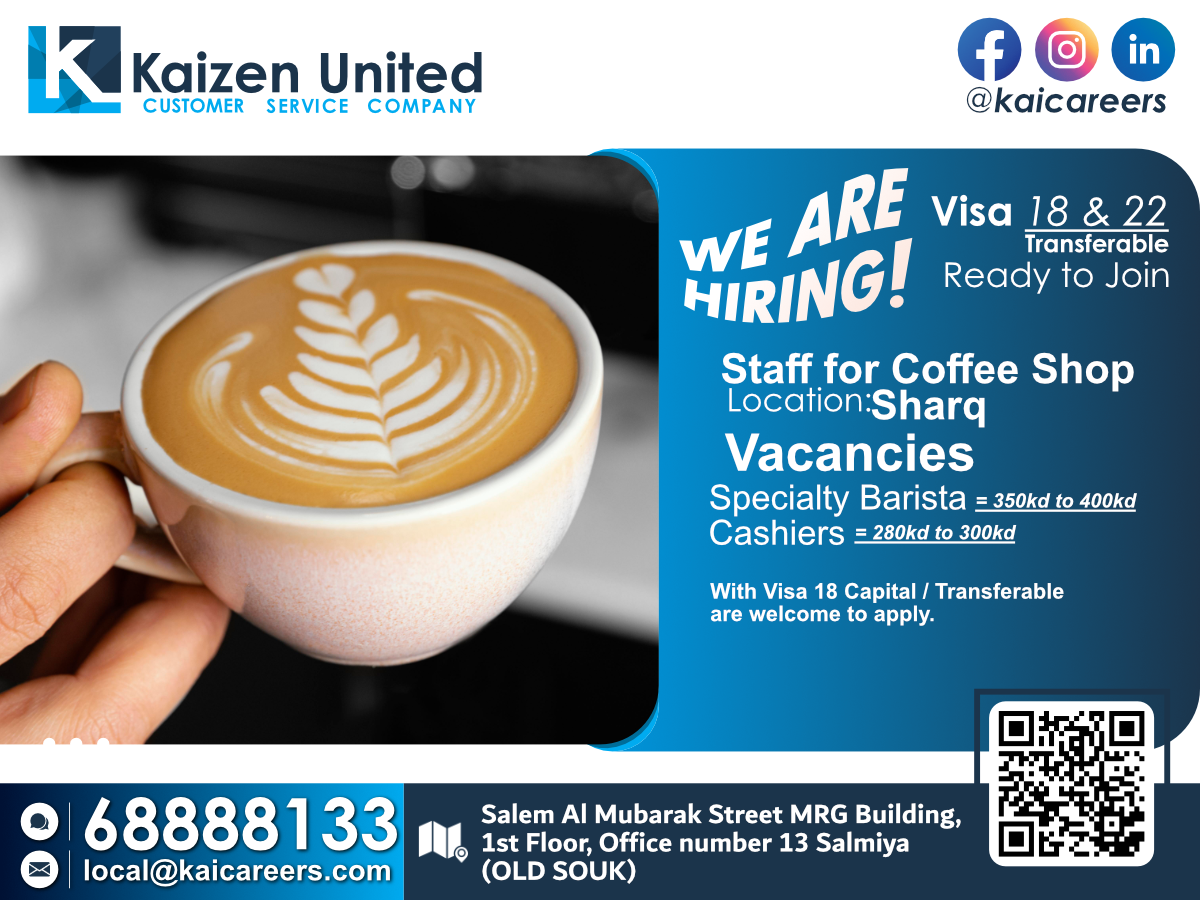 Kaizen United
CUSTOMER SERVICE COMPANY
@kaicareers
WE ARE
HIRING!
Visa 18 & 22
Transferable
Ready to Join
Staff for Coffee Shop
Location:Sharq
Vacancies
Specialty Barista = 350kd to 400kd
Cashiers = 280kd to 300kd
With Visa 18 Capital / Transferable
are welcome to apply.
68888133
local@kaicareers.com
Salem Al Mubarak Street MRG Building,
1st Floor, Office number 13 Salmiya
(OLD SOUK)